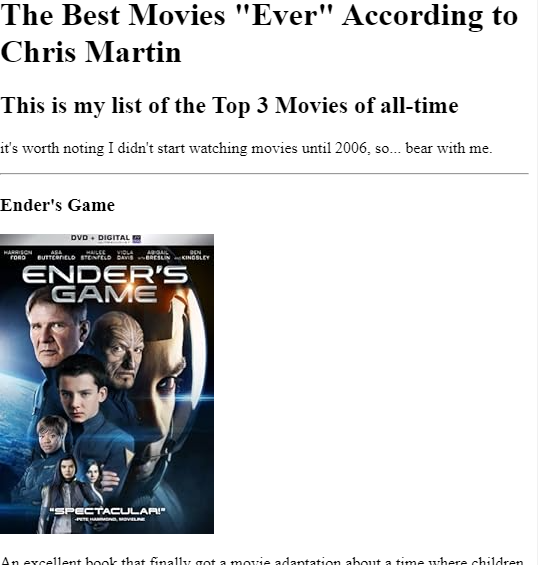 The Best Movies "Ever" According to
Chris Martin
This is my list of the Top 3 Movies of all-time
it's worth noting I didn't start watching movies until 2006, so... bear with me.
Ender's Game
DVD + DIGITAL
HARRISON FORD ASA BUTTERFIELD HAILEE STEINFELD VIOLA DAVIS WITH ABIGAIL BRESLIN AND BEN KINGSLEY
ENDER'S
GAME
"SPECTACULAR!"
-PETE HAMMOND, MOVIELINE
An excellent book that finally got a movie adaptation about a time where children